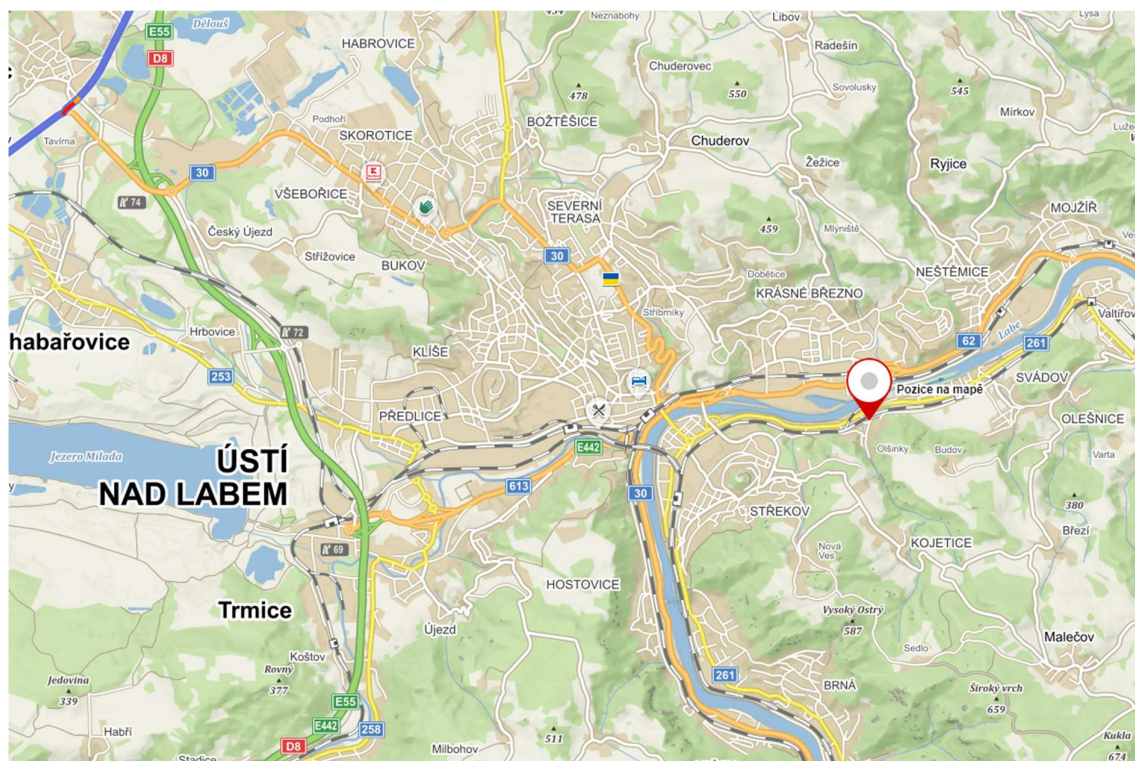 Dělouš
E55
D8
HABROVICE
Neznabohy
Libov
Lysá
Radešín
Chuderovec
478
550
Sovolusky
545
Mírkov
Podhoří
SKOROTICE
BOŽTĚŠICE
Chuderov
Tavírna
30
Žežice
Ryjice
74
VŠEBOŘICE
SEVERNÍ
TERASA
459
Mlýniště
MOJŽÍŘ
Český Újezd
Střížovice
BUKOV
30
Dobětice
NEŠTĚMICE
KRÁSNÉ BŘEZNO
Stříbrníky
Hrbovice
72
habařovice
KLÍŠE
Labe
Valtířov
62
261
253
SVÁDOV
Pozice na mapě
PŘEDLICE
OLEŠNICE
E442
Olšinky
Budov
Varta
Jezero Milada
ÚSTÍ
NAD LABEM
613
30
STŘEKOV
380
Březí
KOJETICE
69
Nová
Ves
HOSTOVICE
Trmice
Vysoký Ostrý
587
Újezd
Malečov
Sedlo
Koštov
Rovný
377
Jedovina
339
261
BRNÁ
Široký vrch
659
E55
E442
258
Habří
D8
Stadice
Milbohov
511
Kukla
674